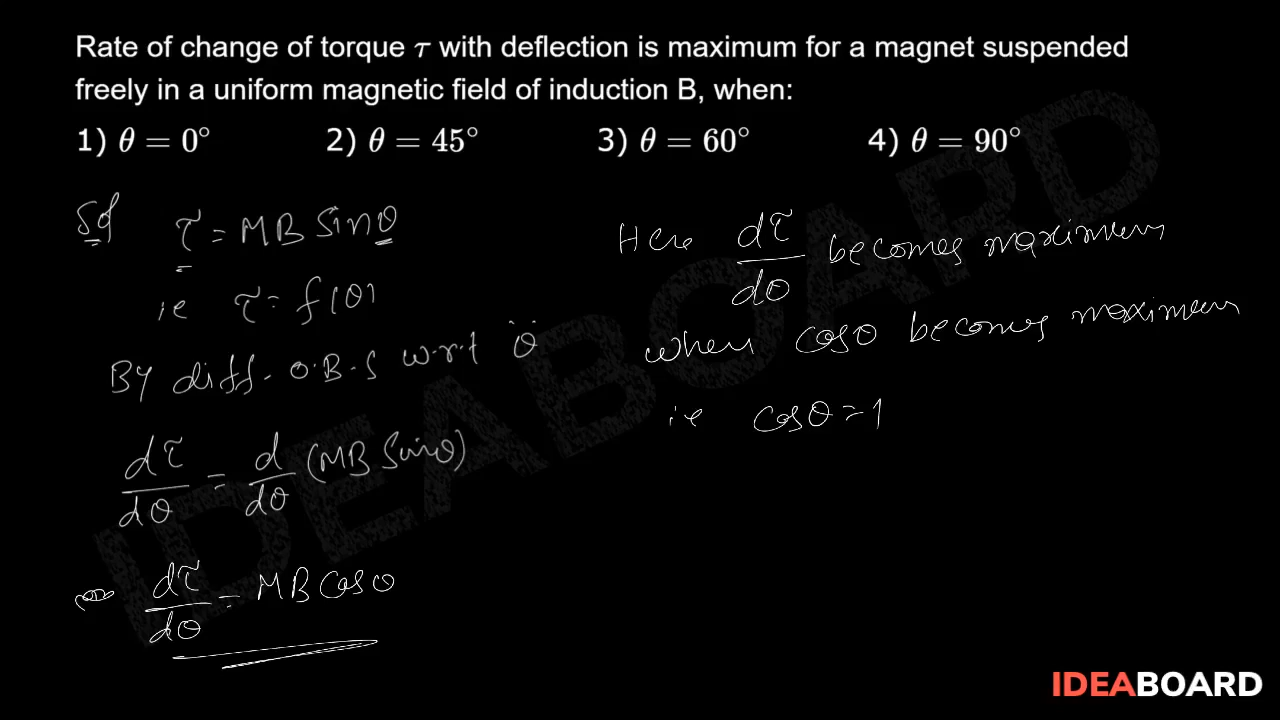 Rate of change of torque τ with deflection is maximum for a magnet suspended
freely in a uniform magnetic field of induction B, when:
1) θ = 0° 2) θ = 45° 3) θ = 60° 4) θ = 90°
Sol τ = MB Sinθ
ie τ = f(θ)
By diff. O.B.S w.r.t "θ"
dτ/dθ = d/dθ (MB Sinθ)
⇒ dτ/dθ = MB Cosθ
Here dτ/dθ becomes maximum
when cosθ becomes maximum
ie cosθ = 1
IDEABOARD
IDEABOARD